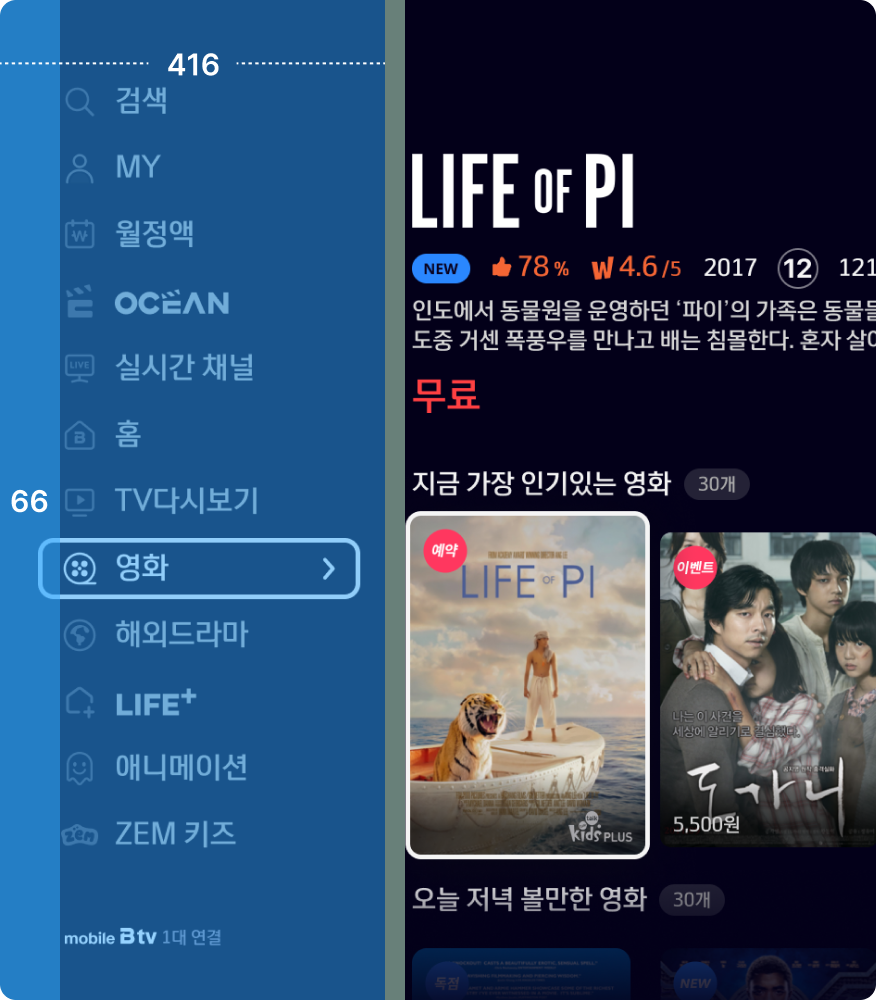 416
검색
MY
월정액
OCEAN
LIVE
실시간 채널
B
홈
66
TV다시보기
영화
해외드라마
LIFE+
애니메이션
zem
ZEM 키즈
mobile B tv 1대 연결
LIFE OF PI
NEW 78% W 4.6/5 2017 12 121
인도에서 동물원을 운영하던 ‘파이’의 가족은 동물들
도중 거센 폭풍우를 만나고 배는 침몰한다. 혼자 살아
무료
지금 가장 인기있는 영화 30개
예약
LIFE OF PI
talk
kids PLUS
이벤트
나는 이 사건을
세상에 알리기로 결심했다.
도가니
5,500원
오늘 저녁 볼만한 영화 30개
독점
NEW